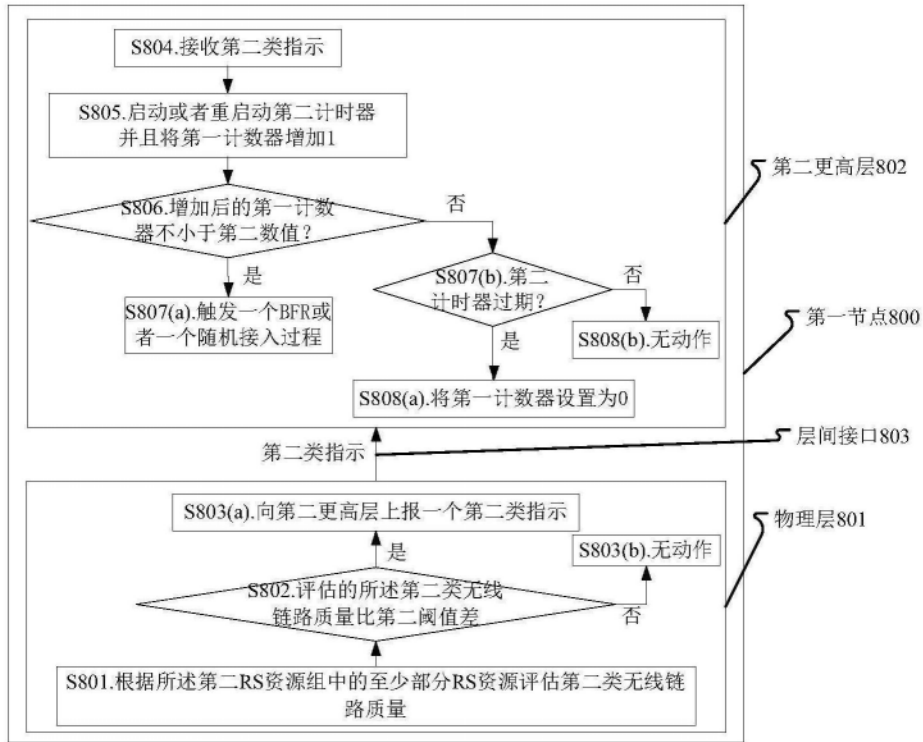 S804.接收第二类指示
S805.启动或者重启动第二计时器
并且将第一计数器增加1
第二更高层802
S806.增加后的第一计数
器不小于第二数值？
否
是
S807(b).第二
计时器过期？
否
S807(a).触发一个BFR或
者一个随机接入过程
第一节点800
S808(b).无动作
是
S808(a).将第一计数器设置为0
第二类指示
层间接口803
S803(a).向第二更高层上报一个第二类指示
物理层801
S803(b).无动作
是
S802.评估的所述第二类无线
链路质量比第二阈值差
否
S801.根据所述第二RS资源组中的至少部分RS资源评估第二类无线链
路质量